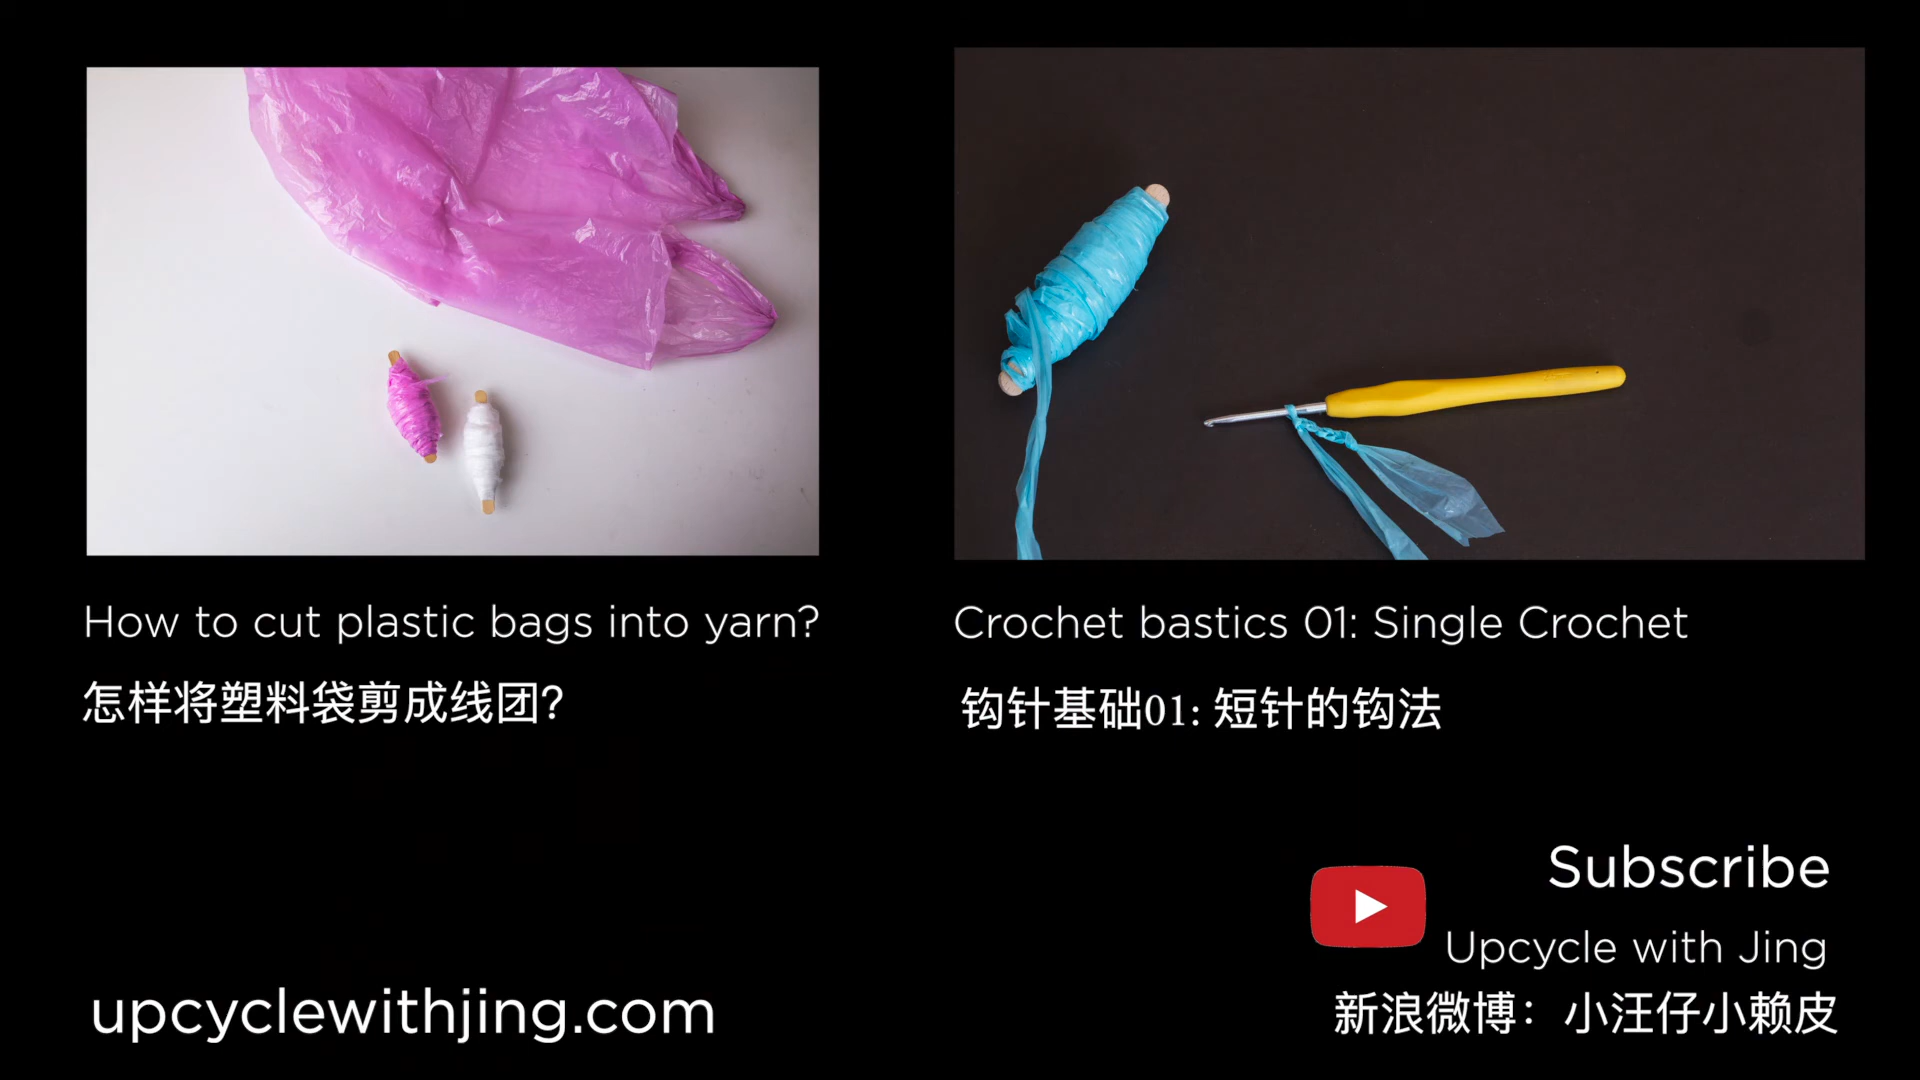 How to cut plastic bags into yarn?
怎样将塑料袋剪成线团?
Crochet bastics 01: Single Crochet
钩针基础01: 短针的钩法
Subscribe
Upcycle with Jing
新浪微博：小汪仔小赖皮
upcyclewithjing.com